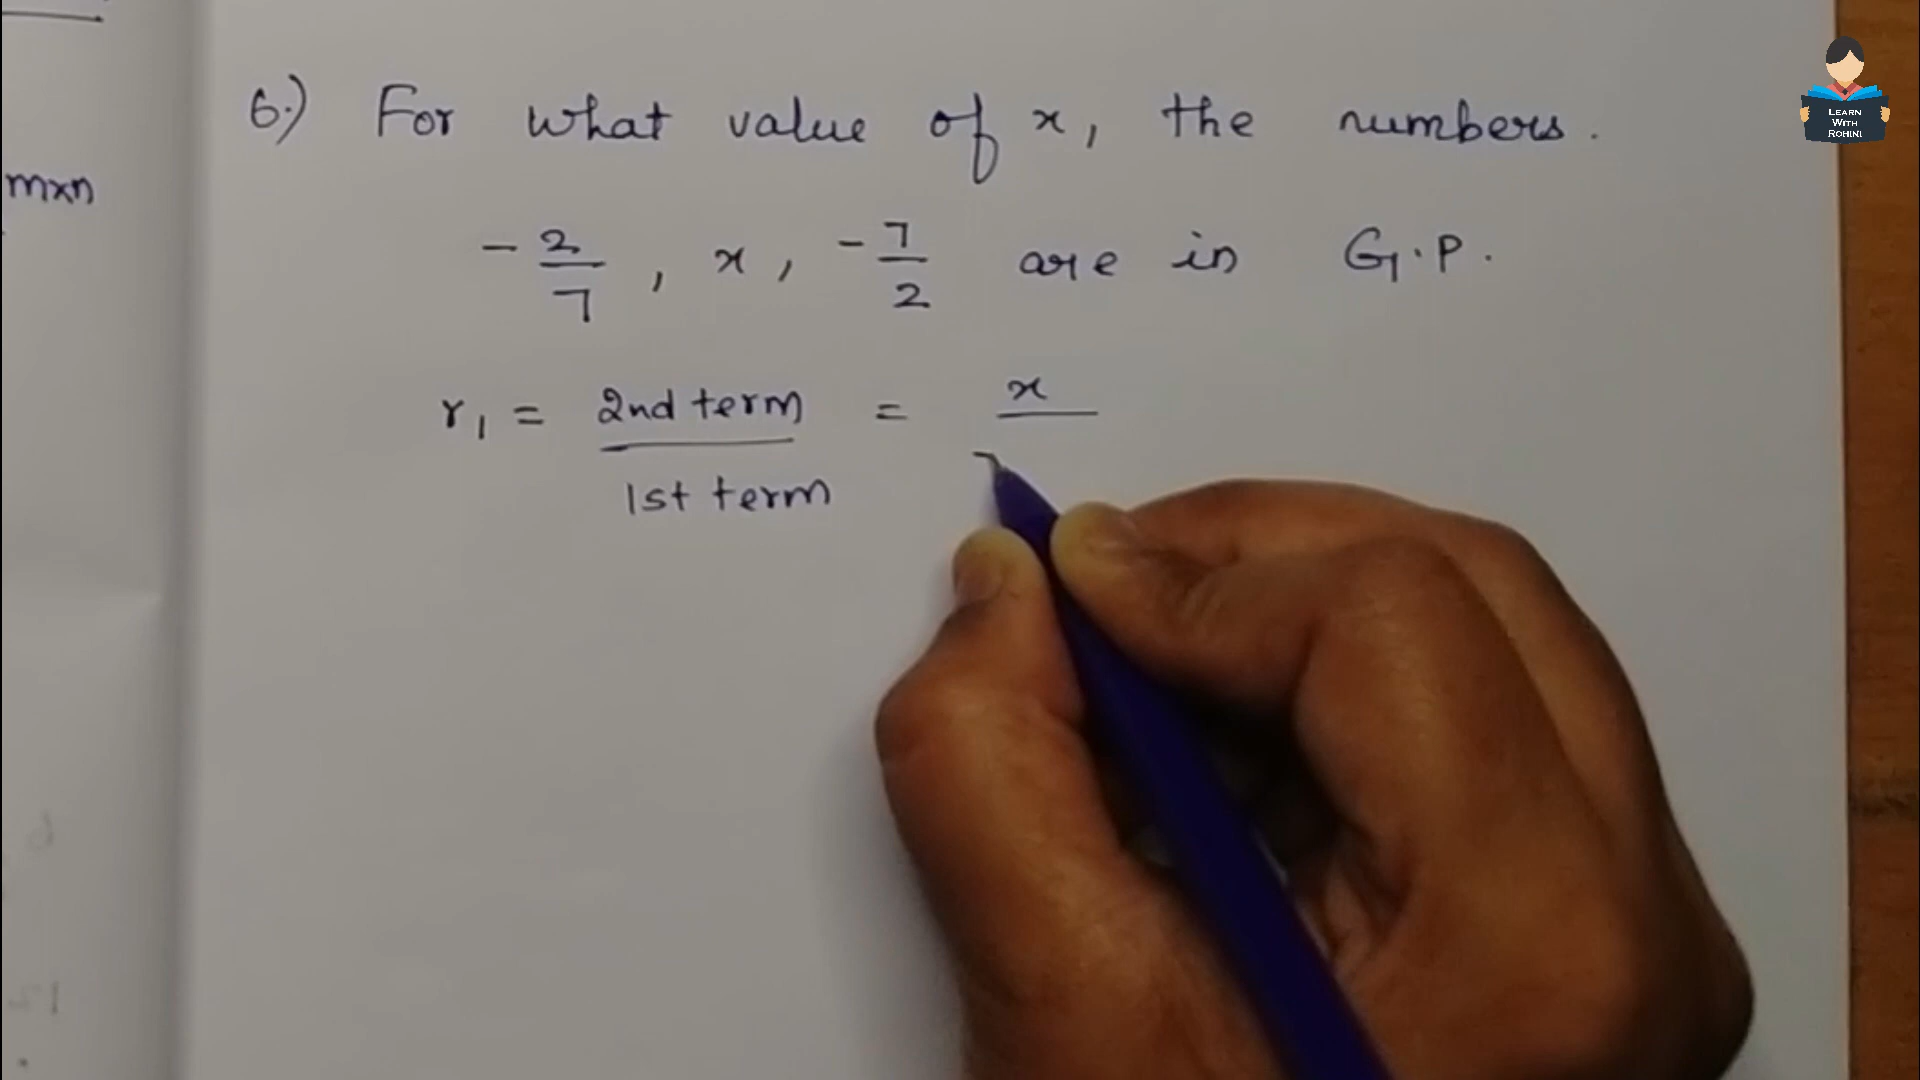 6.) For what value of x, the numbers.
-2/7, x, -7/2 are in G.P.
r₁ = 2nd term / 1st term = x / -
mxn
LEARN
WITH
ROHINI